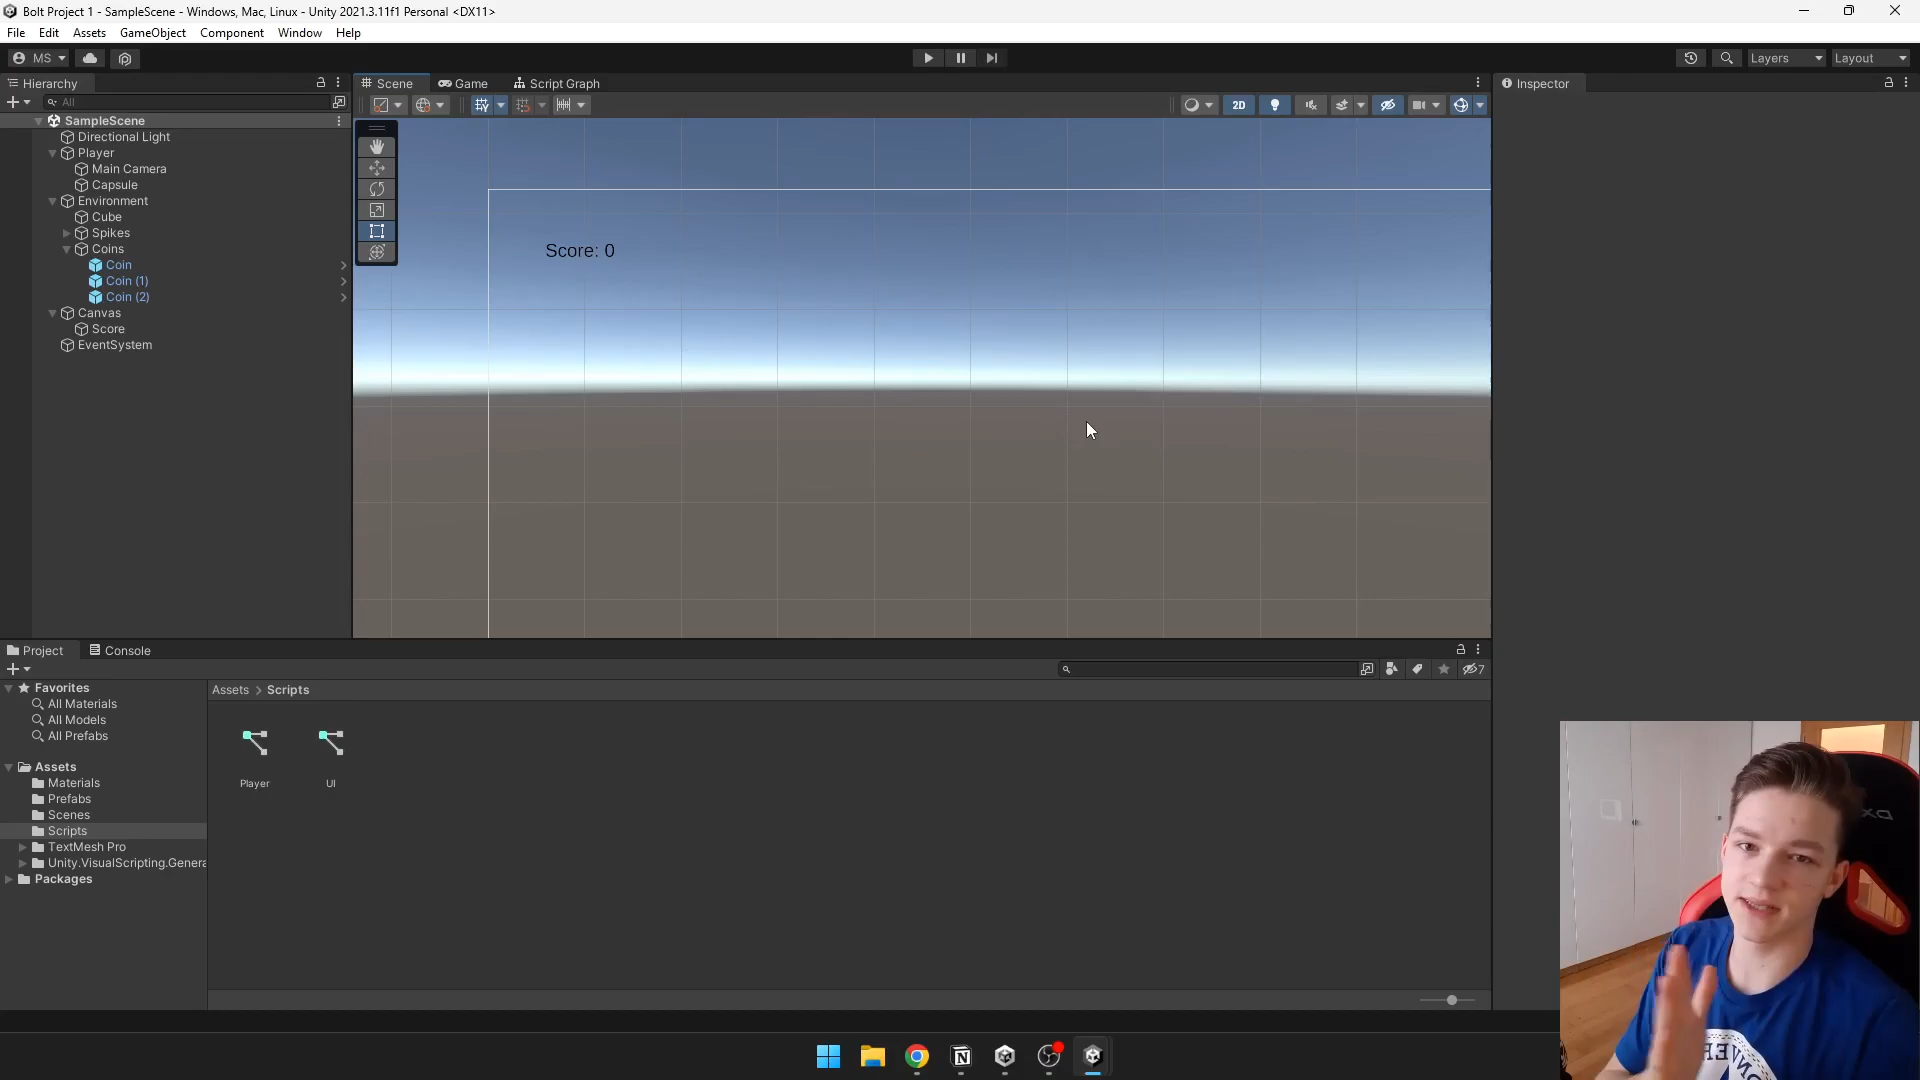 Bolt Project 1 - SampleScene - Windows, Mac, Linux - Unity 2021.3.11f1 Personal <DX11>
File Edit Assets GameObject Component Window Help
MS
Layers
Layout
Hierarchy
Scene
Game
Script Graph
Inspector
All
2D
SampleScene
Directional Light
Player
Main Camera
Capsule
Environment
Cube
Spikes
Coins
Coin
Coin (1)
Coin (2)
Canvas
Score
EventSystem
Score: 0
Project
Console
7
Favorites
All Materials
All Models
All Prefabs
Assets
Materials
Prefabs
Scenes
Scripts
TextMesh Pro
Unity.VisualScripting.Genera
Packages
Assets > Scripts
Player
UI